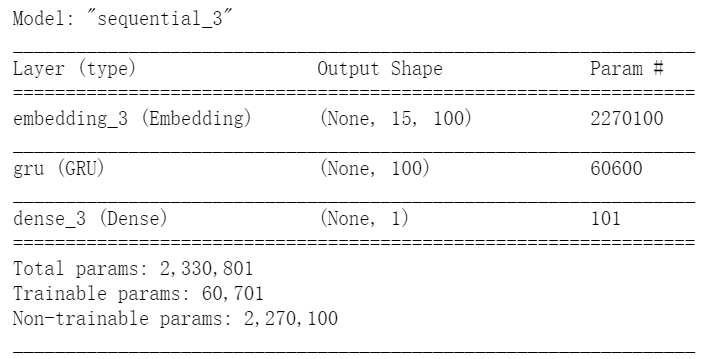 Model: "sequential_3"
_________________________________________________________________
Layer (type)                 Output Shape              Param #
=================================================================
embedding_3 (Embedding)      (None, 15, 100)           2270100
_________________________________________________________________
gru (GRU)                    (None, 100)               60600
_________________________________________________________________
dense_3 (Dense)              (None, 1)                 101
=================================================================
Total params: 2,330,801
Trainable params: 60,701
Non-trainable params: 2,270,100
_________________________________________________________________